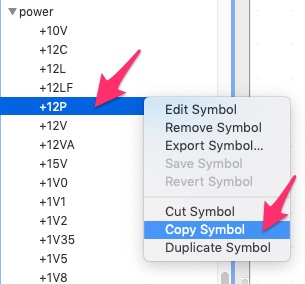 power
+10V
+12C
+12L
+12LF
+12P
+12V
+12VA
+15V
+1V0
+1V1
+1V2
+1V35
+1V5
+1V8
Edit Symbol
Remove Symbol
Export Symbol...
Save Symbol
Revert Symbol
Cut Symbol
Copy Symbol
Duplicate Symbol